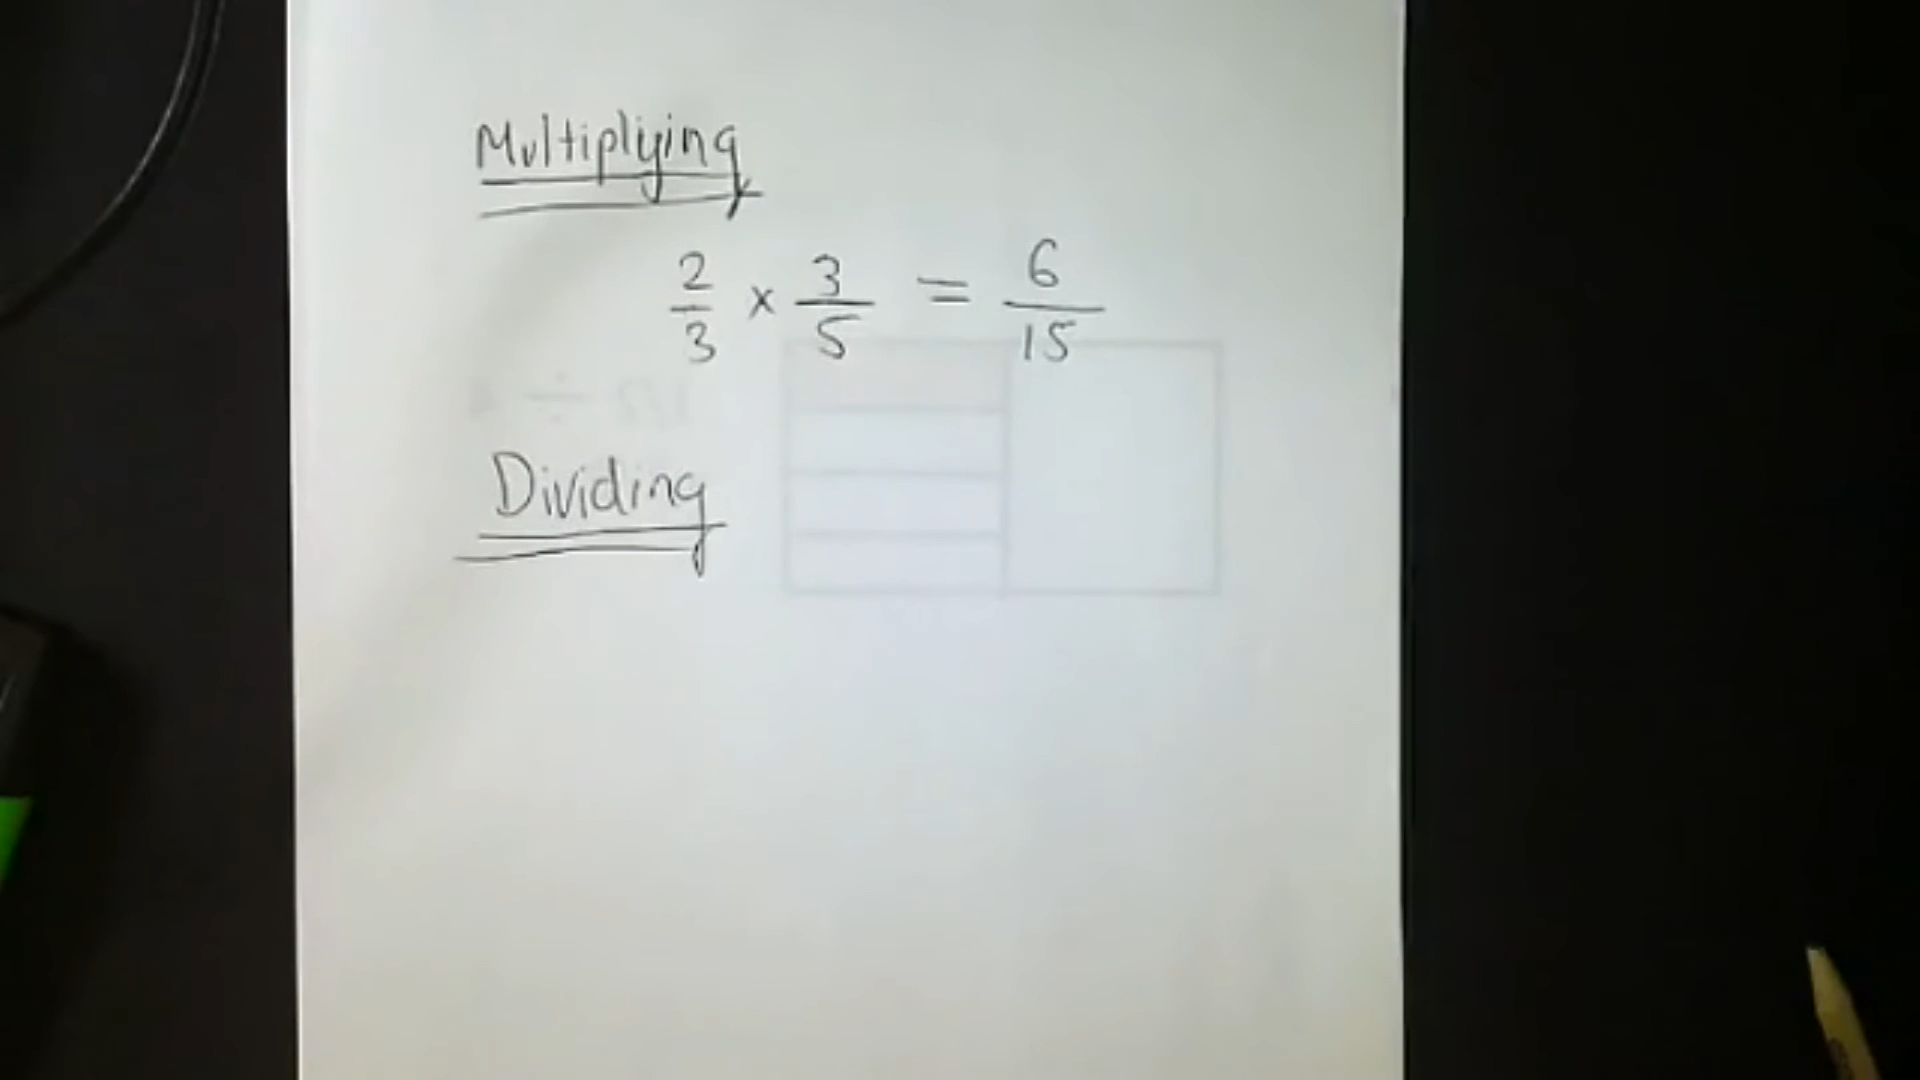 Multiplying
2/3 × 3/5 = 6/15
Dividing